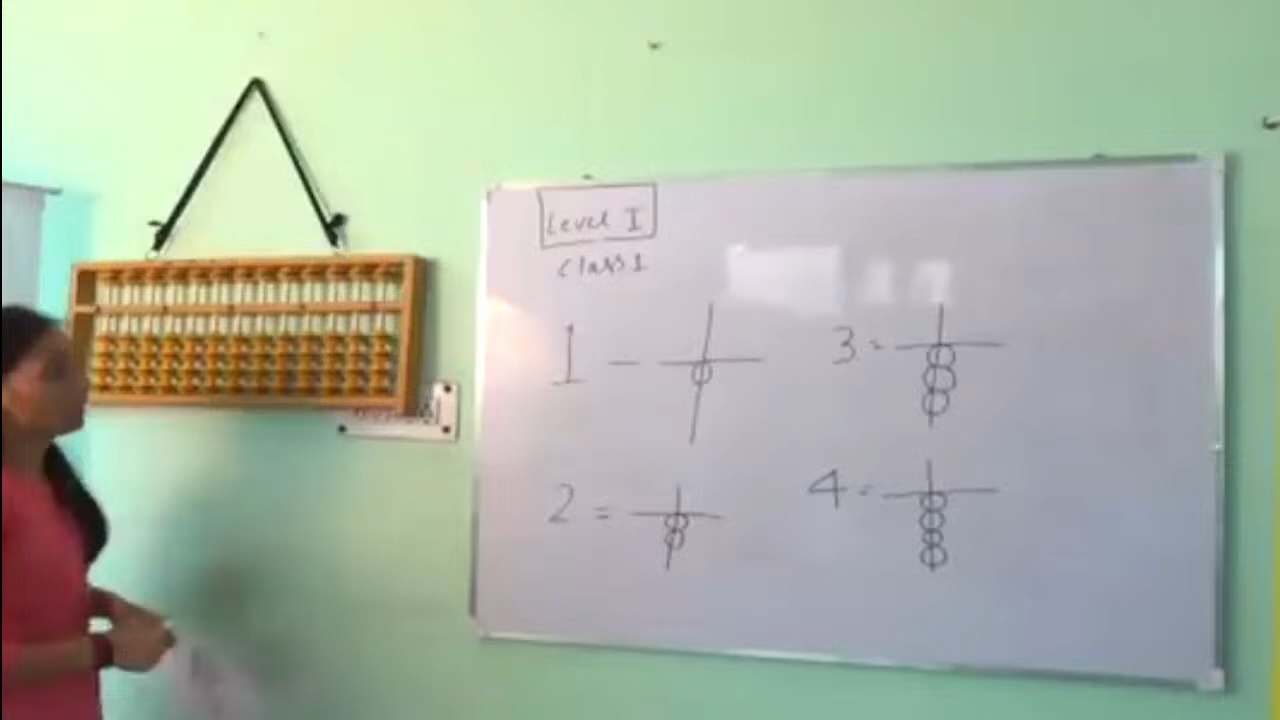 Level I
Class 1
1 -
3 =
2 =
4 =